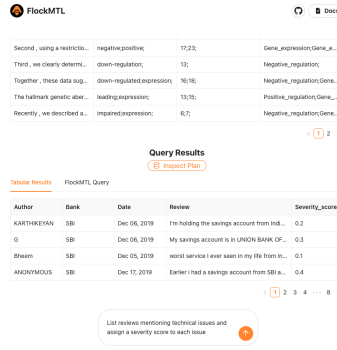 FlockMTL
Docs
Second , using a restrictio... negative;positive; 17;23; Gene_expression;Gene_e...
Third , we clearly determi... down-regulation; 13; Negative_regulation;
Together , these data sug... down-regulated;expression; 16;18; Negative_regulation;Gene...
The hallmark genetic aber... leading;expression; 13;15; Positive_regulation;Gene_...
Recently , we described a... impaired;expression; 6;7; Negative_regulation;Gene...
< 1 2
Query Results
Inspect Plan
Tabular Results FlockMTL Query
Author Bank Date Review Severity_score
KARTHIKEYAN SBI Dec 06, 2019 I'm holding the savings account from Indi... 0.2
G SBI Dec 06, 2019 My savings account is in UNION BANK OF... 0.3
Bheem SBI Dec 05, 2019 worst service I ever seen in my life from In... 0.1
ANONYMOUS SBI Dec 17, 2019 Earlier i had a savings account from SBI a... 0.4
< 1 2 3 4 ··· 8
List reviews mentioning technical issues and
assign a severity score to each issue